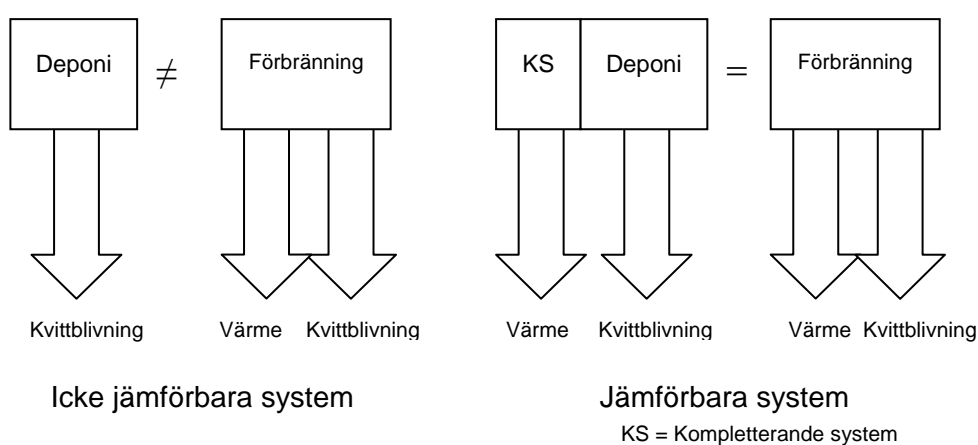 Deponi ≠ Förbränning KS Deponi = Förbränning
Kvittblivning Värme Kvittblivning Värme Kvittblivning Värme Kvittblivning
Icke jämförbara system Jämförbara system
KS = Kompletterande system